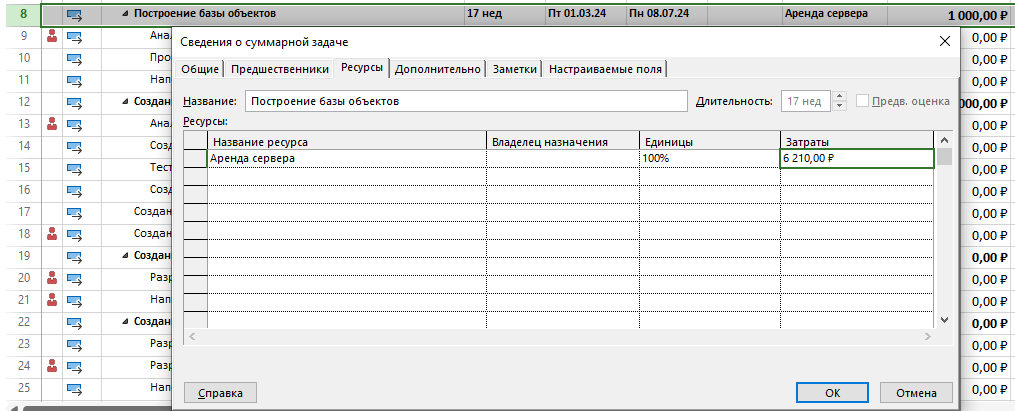 8 Построение базы объектов 17 нед Пт 01.03.24 Пн 08.07.24 Аренда сервера 1 000,00 ₽
9 Ана. 0,00 ₽
Сведения о суммарной задаче
10 Про 0,00 ₽
Общие Предшественники Ресурсы Дополнительно Заметки Настраиваемые поля
11 Нап 0,00 ₽
12 Создан 000,00 ₽
Название: Построение базы объектов Длительность: 17 нед Предв. оценка
Ресурсы:
13 Ана. 0,00 ₽
Название ресурса Владелец назначения Единицы Затраты
14 Созд 0,00 ₽
Аренда сервера 100% 6 210,00 ₽
15 Тест 0,00 ₽
16 Созд 0,00 ₽
17 Создан 0,00 ₽
18 Создан 0,00 ₽
19 Создан 0,00 ₽
20 Разр 0,00 ₽
21 Нап 0,00 ₽
22 Создан 0,00 ₽
23 Разр 0,00 ₽
24 Разр 0,00 ₽
25 Нап 0,00 ₽
Справка ОК Отмена